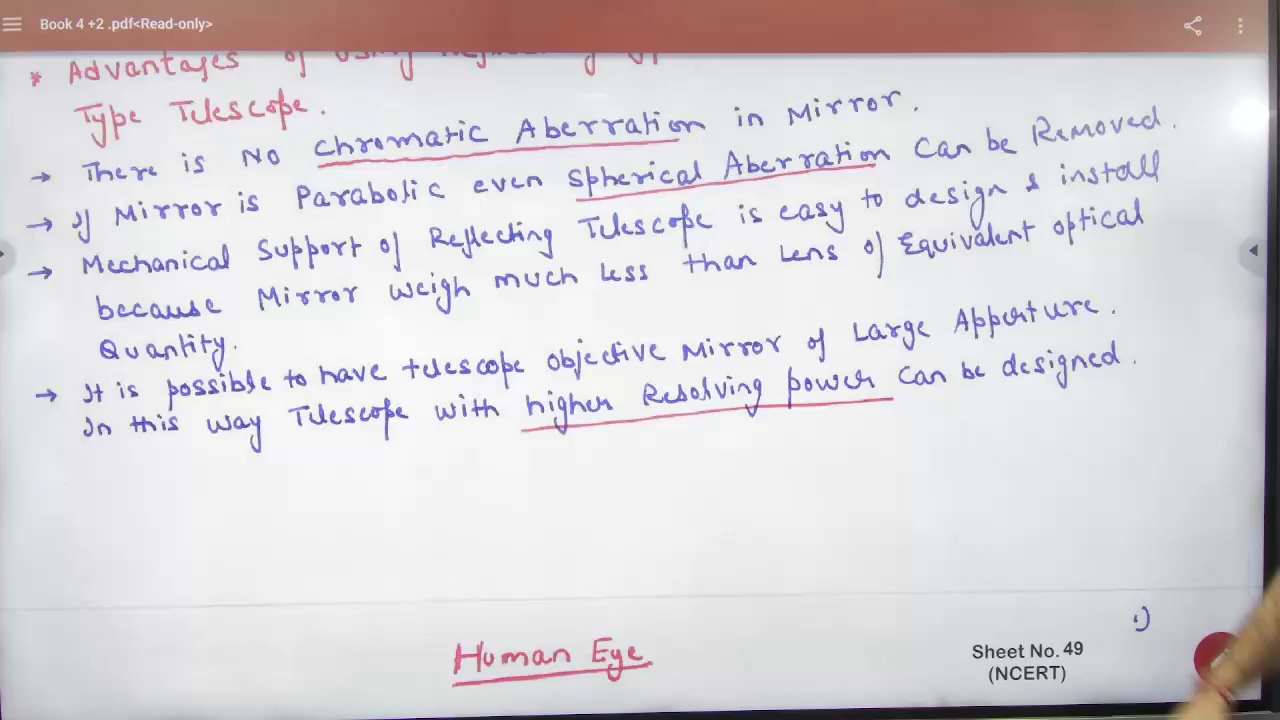 Book 4 +2 .pdf<Read-only>
* Advantages of Using
Type Telescope.
→ There is No Chromatic Aberration in Mirror.
→ If Mirror is Parabolic even Spherical Aberration Can be Removed.
→ Mechanical Support of Reflecting Telescope is easy to design & install
because Mirror weigh much less than Lens of Equivalent optical
Quantity.
→ It is possible to have telescope objective Mirror of Large Apperture.
In this way Telescope with higher Resolving power can be designed.
Human Eye
1)
Sheet No. 49
(NCERT)